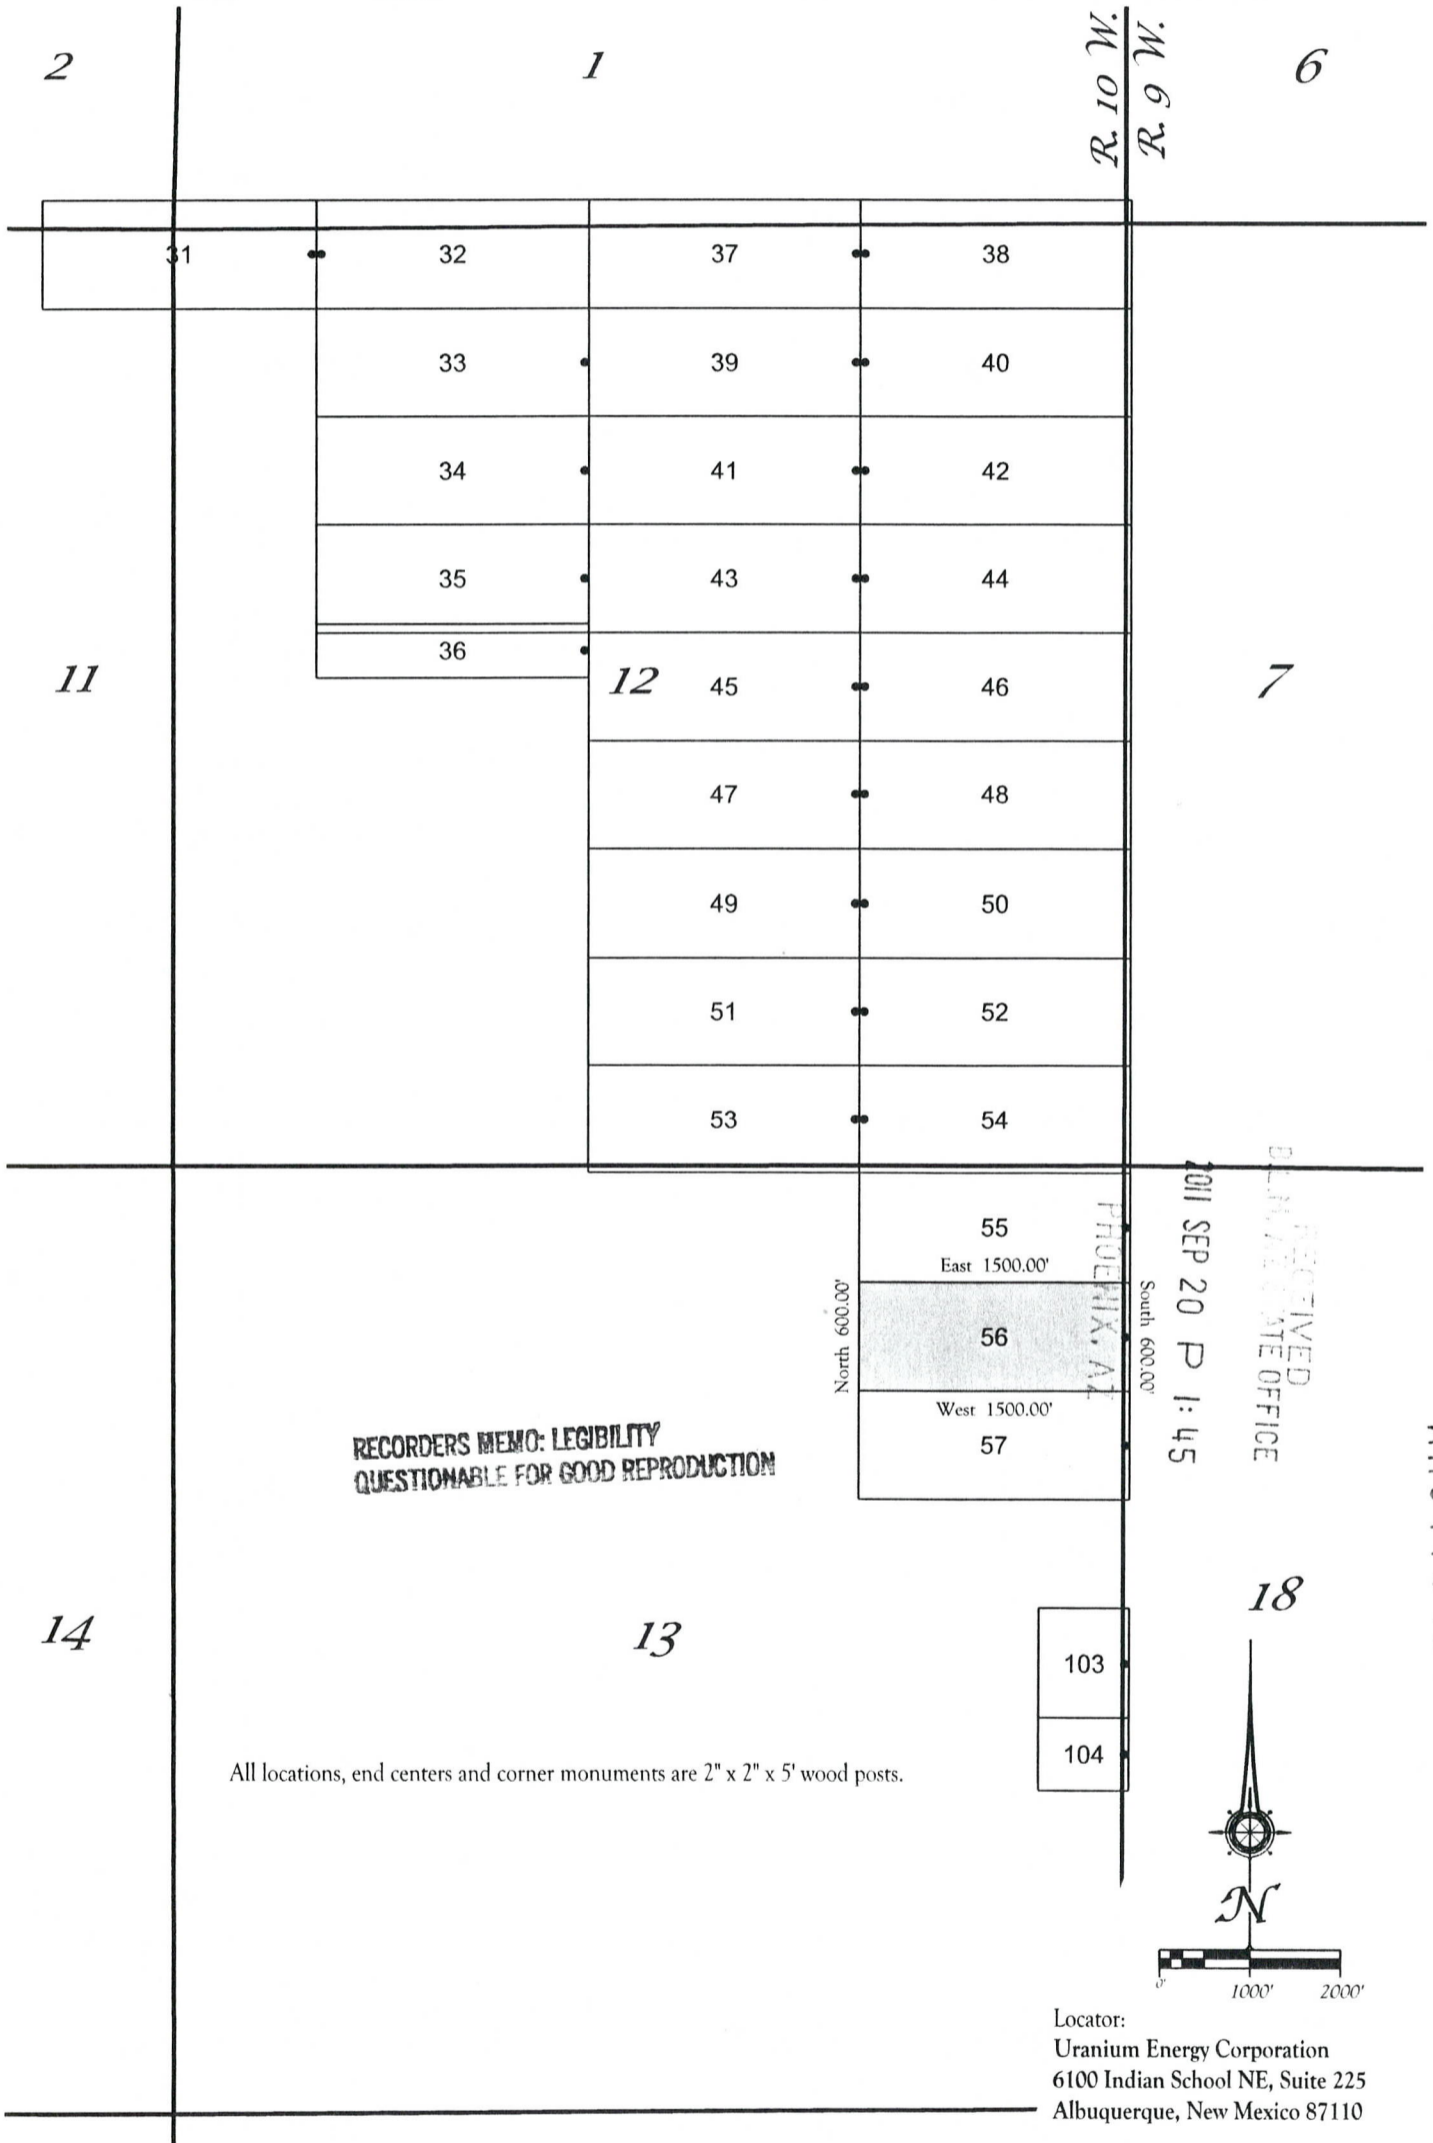 2 1 R. 10 W. R. 9 W. 6
31 32 37 38
33 39 40
34 41 42
35 43 44
36
11 12 45 46 7
47 48
49 50
51 52
53 54
55
East 1500.00'
North 600.00'
56
South 600.00'
West 1500.00'
57
RECEIVED
STATE OFFICE
2011 SEP 20 P 1:45
PHOENIX, AZ
RECORDERS MEMO: LEGIBILITY
QUESTIONABLE FOR GOOD REPRODUCTION
14 13 18
103
104
All locations, end centers and corner monuments are 2" x 2" x 5' wood posts.
N
0' 1000' 2000'
Locator:
Uranium Energy Corporation
6100 Indian School NE, Suite 225
Albuquerque, New Mexico 87110